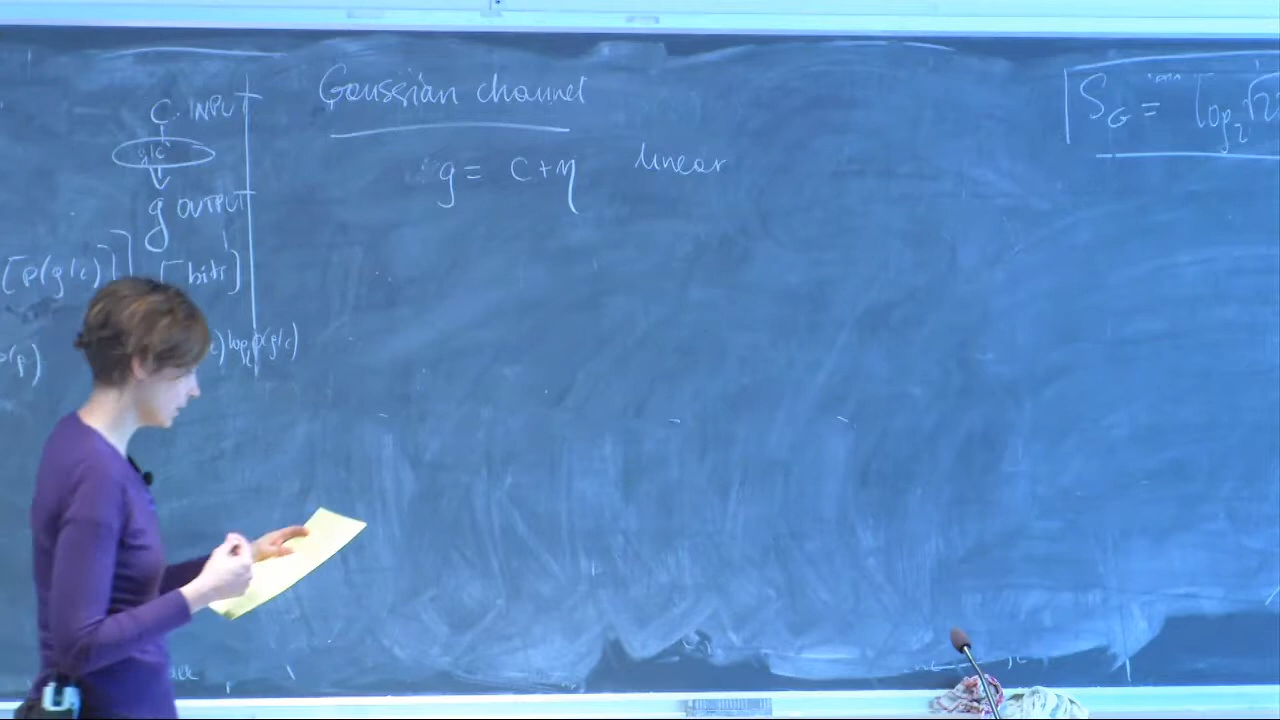 C INPUT
g|c
g OUTPUT
[p(g|c)]] [bits]
) log₂ p(g|c)
Gaussian channel
g = c + η linear
S_G = log₂ √2